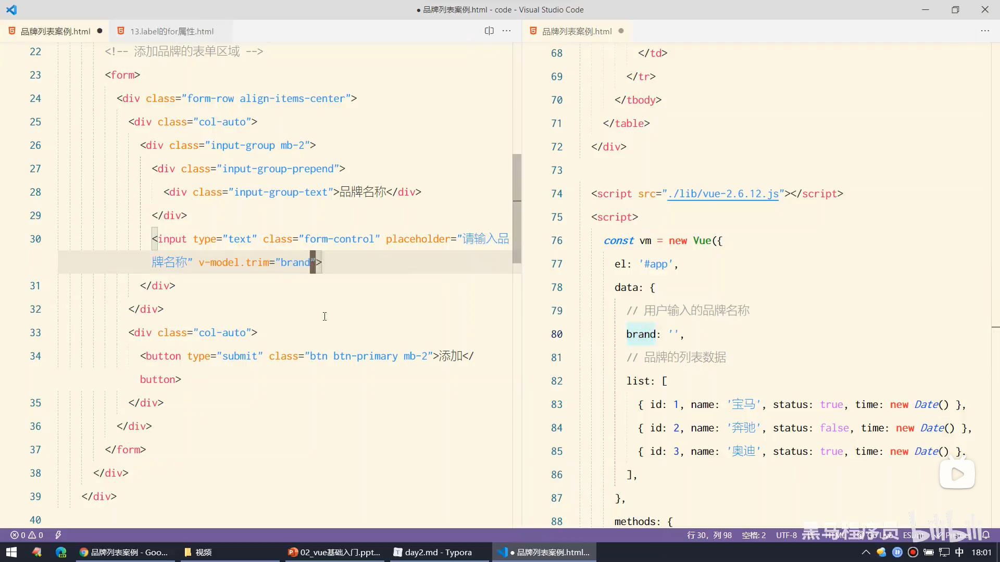 ● 品牌列表案例.html - code - Visual Studio Code
品牌列表案例.html ●
13.label的for属性.html
22 <!-- 添加品牌的表单区域 -->
23 <form>
24 <div class="form-row align-items-center">
25 <div class="col-auto">
26 <div class="input-group mb-2">
27 <div class="input-group-prepend">
28 <div class="input-group-text">品牌名称</div>
29 </div>
30 <input type="text" class="form-control" placeholder="请输入品
牌名称" v-model.trim="brand">
31 </div>
32 </div>
33 <div class="col-auto">
34 <button type="submit" class="btn btn-primary mb-2">添加</
button>
35 </div>
36 </div>
37 </form>
38 </div>
39 </div>
40
品牌列表案例.html ●
68 </td>
69 </tr>
70 </tbody>
71 </table>
72 </div>
73
74 <script src="./lib/vue-2.6.12.js"></script>
75 <script>
76 const vm = new Vue({
77 el: '#app',
78 data: {
79 // 用户输入的品牌名称
80 brand: '',
81 // 品牌的列表数据
82 list: [
83 { id: 1, name: '宝马', status: true, time: new Date() },
84 { id: 2, name: '奔驰', status: false, time: new Date() },
85 { id: 3, name: '奥迪', status: true, time: new Date() },
86 ],
87 },
88 methods: {
0 0
行 30，列 98
空格: 2
UTF-8
LF
HTML
Go Live
ESLint
Prettier
黑马程序员
bilibili
品牌列表案例 - Goo...
视频
02_vue基础入门.ppt...
day2.md - Typora
● 品牌列表案例.html...
中
18:01